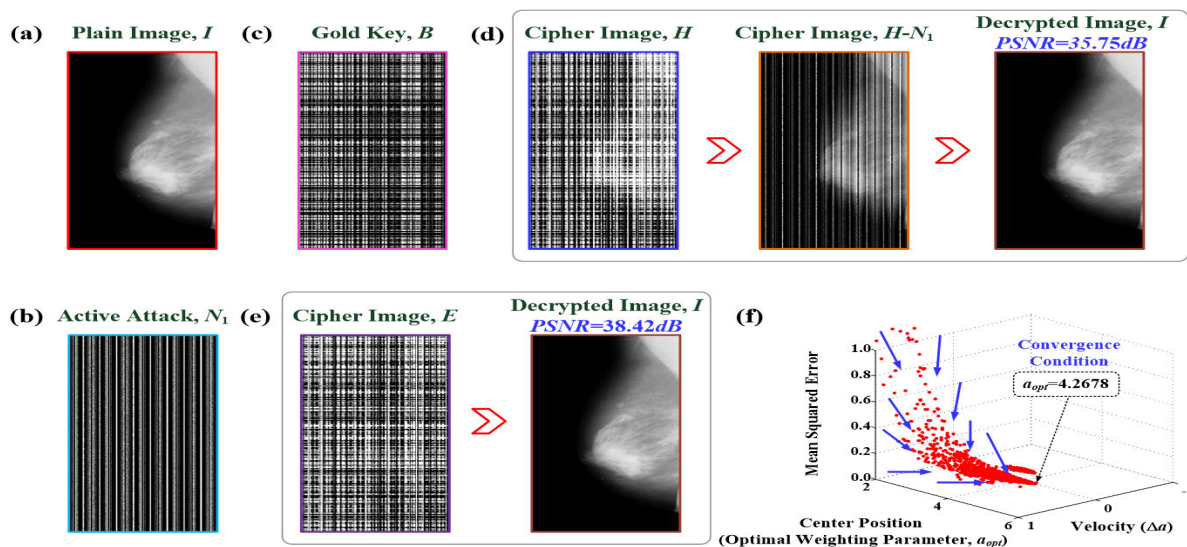 (a) Plain Image, I
(c) Gold Key, B
(d) Cipher Image, H
Cipher Image, H-N₁
Decrypted Image, I
PSNR=35.75dB
(b) Active Attack, N₁
(e) Cipher Image, E
Decrypted Image, I
PSNR=38.42dB
(f)
Convergence
Condition
aopt=4.2678
Mean Squared Error
1.0
0.8
0.6
0.4
0.2
0.0
2
4
6
1
0
Center Position
(Optimal Weighting Parameter, aopt)
Velocity (Δa)